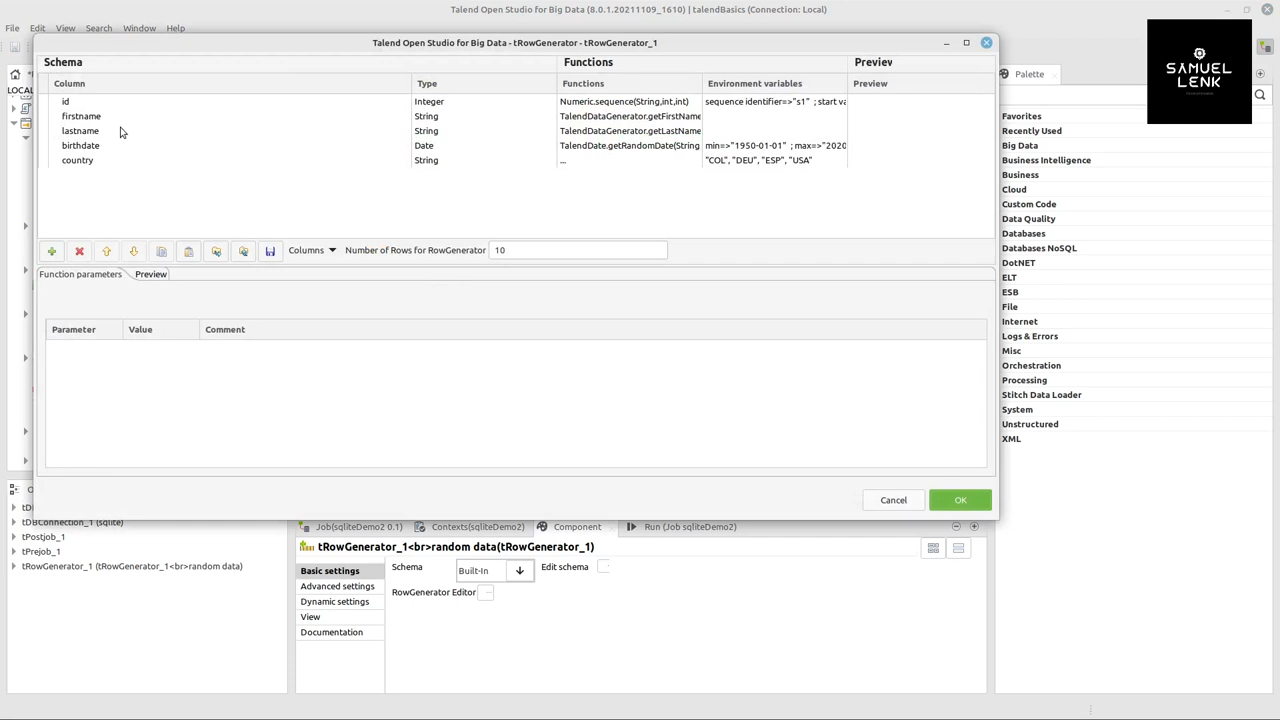 Talend Open Studio for Big Data (8.0.1.20211109_1610) | talendBasics (Connection: Local)
File Edit View Search Window Help
Talend Open Studio for Big Data - tRowGenerator - tRowGenerator_1
SAMUEL
LENK
Schema Functions Preview
Column Type Functions Environment variables Preview
id Integer Numeric.sequence(String,int,int) sequence identifier=>"s1" ; start va
firstname String TalendDataGenerator.getFirstName
lastname String TalendDataGenerator.getLastName
birthdate Date TalendDate.getRandomDate(String min=>"1950-01-01" ; max=>"2020
country String ... "COL", "DEU", "ESP", "USA"
Columns Number of Rows for RowGenerator 10
Function parameters Preview
Parameter Value Comment
Cancel OK
LOCAL
Palette
Favorites
Recently Used
Big Data
Business Intelligence
Business
Cloud
Custom Code
Data Quality
Databases
Databases NoSQL
DotNET
ELT
ESB
File
Internet
Logs & Errors
Misc
Orchestration
Processing
Stitch Data Loader
System
Unstructured
XML
tDBConnection_1 (sqlite)
tPostjob_1
tPrejob_1
tRowGenerator_1 (tRowGenerator_1<br>random data)
Job(sqliteDemo2 0.1) Contexts(sqliteDemo2) Component Run (Job sqliteDemo2)
tRowGenerator_1<br>random data(tRowGenerator_1)
Basic settings
Advanced settings
Dynamic settings
View
Documentation
Schema Built-In Edit schema
RowGenerator Editor